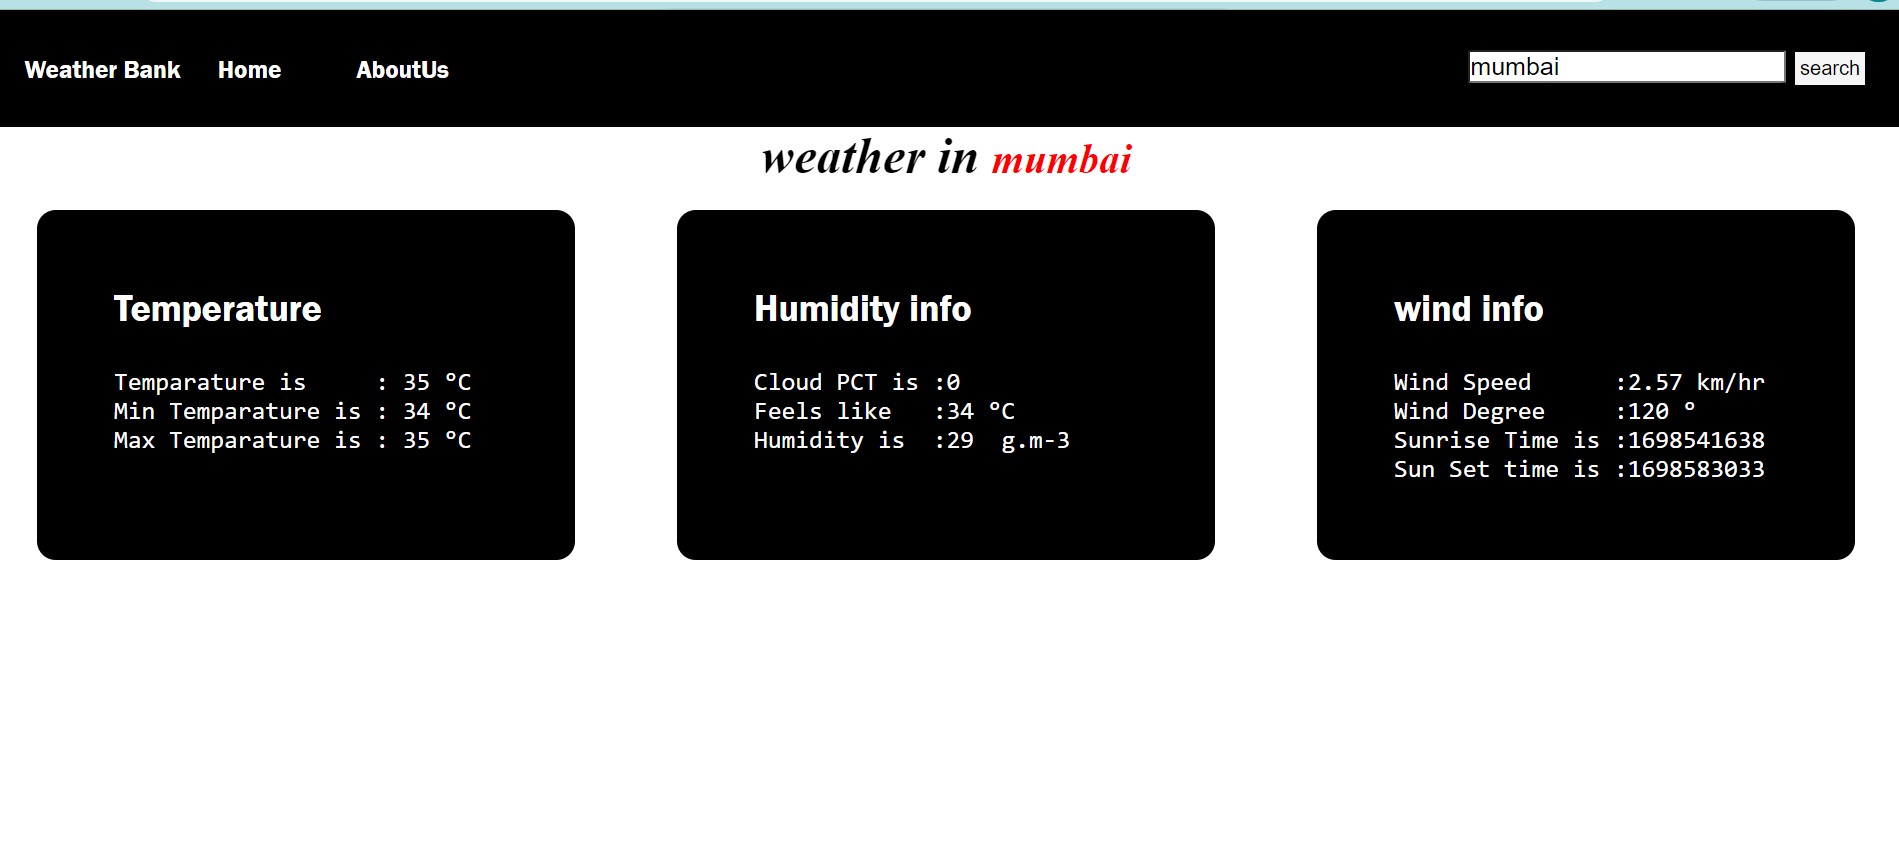 Weather Bank Home AboutUs mumbai search
weather in mumbai
Temperature
Temparature is : 35 °C
Min Temparature is : 34 °C
Max Temparature is : 35 °C
Humidity info
Cloud PCT is :0
Feels like :34 °C
Humidity is :29 g.m-3
wind info
Wind Speed :2.57 km/hr
Wind Degree :120 °
Sunrise Time is :1698541638
Sun Set time is :1698583033